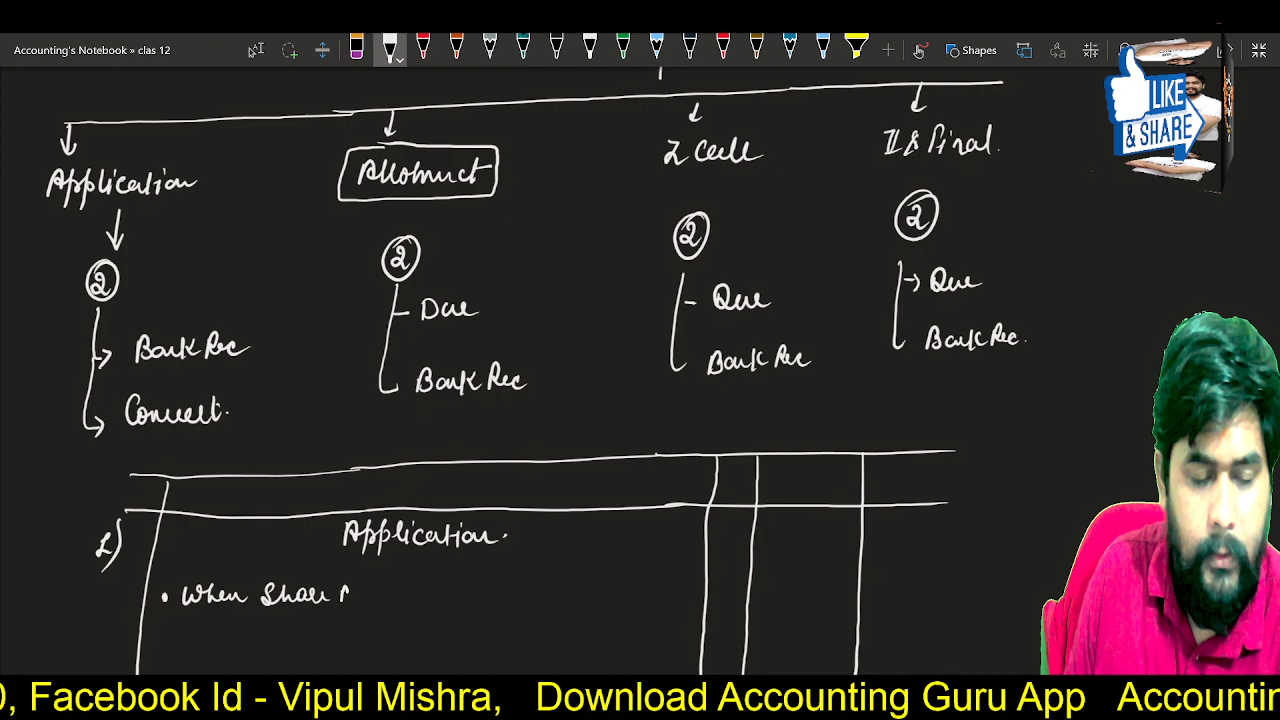 Accounting's Notebook » clas 12
Shapes
LIKE
& SHARE
Application
Allotment
I Call
II & Final.
2
2
2
2
Bank Rec
Due
Due
Due
Convert.
Bank Rec
Bank Rec
Bank Rec.
1)
Application.
• When Share
0, Facebook Id - Vipul Mishra, Download Accounting Guru App Accountin